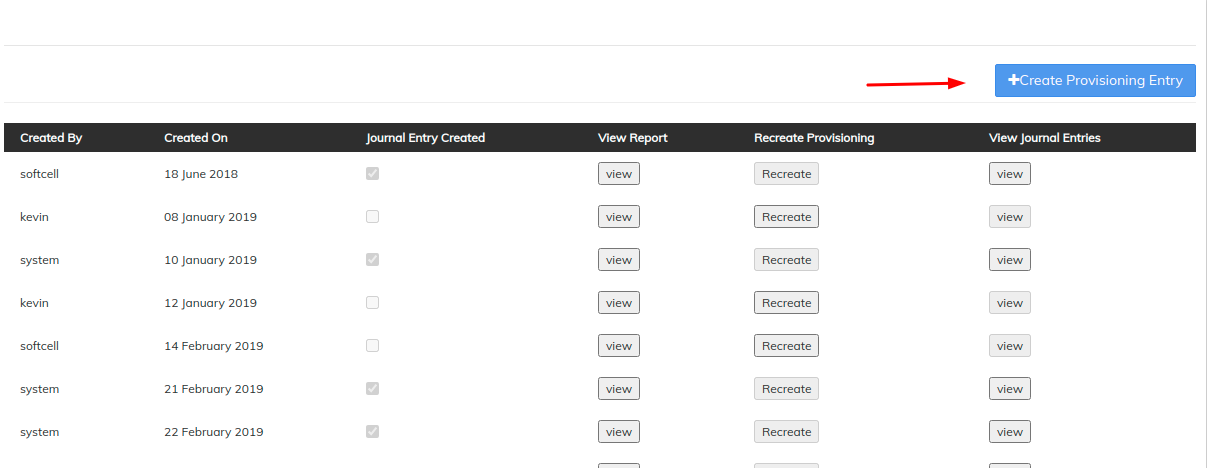 +Create Provisioning Entry
Created By Created On Journal Entry Created View Report Recreate Provisioning View Journal Entries
softcell 18 June 2018 view Recreate view
kevin 08 January 2019 view Recreate view
system 10 January 2019 view Recreate view
kevin 12 January 2019 view Recreate view
softcell 14 February 2019 view Recreate view
system 21 February 2019 view Recreate view
system 22 February 2019 view Recreate view